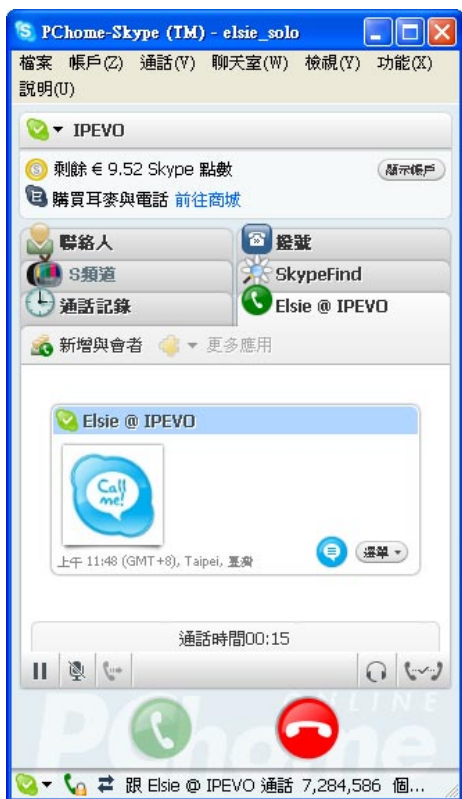 PChome-Skype (TM) - elsie_solo
檔案 帳戶(Z) 通話(V) 聊天室(W) 檢視(Y) 功能(X)
說明(U)
IPEVO
剩餘 € 9.52 Skype 點數 顯示帳戶
購買耳麥與電話 前往商城
聯絡人 撥號
S頻道 SkypeFind
通話記錄 Elsie @ IPEVO
新增與會者 更多應用
Elsie @ IPEVO
Call me!
上午 11:48 (GMT+8), Taipei, 臺灣 選單
通話時間00:15
ONLINE
PChome
跟 Elsie @ IPEVO 通話 7,284,586 個...